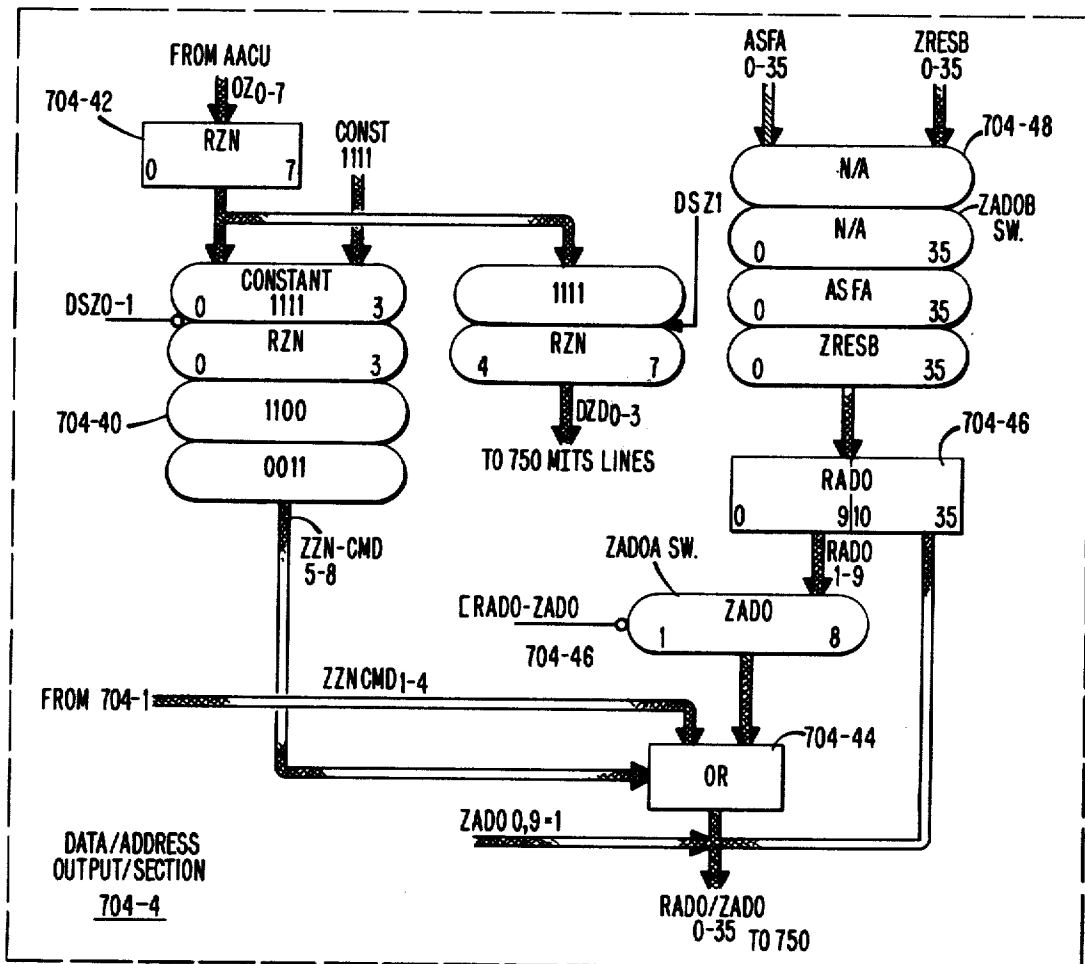 FROM AACU
OZ0-7
704-42
RZN
0 7
CONST
1111
ASFA
0-35
ZRESB
0-35
704-48
N/A
ZADOB
SW.
N/A
0 35
ASFA
0 35
ZRESB
0 35
DSZ1
CONSTANT
0 1111 3
DSZ0-1
RZN
0 3
704-40
1100
0011
1111
RZN
4 7
DZD0-3
TO 750 MITS LINES
704-46
RADO
0 9 10 35
ZZN-CMD
5-8
ZADOA SW.
RADO
1-9
[RADO-ZADO
ZADO
1 8
704-46
FROM 704-1
ZZNCMD1-4
704-44
OR
ZADO 0,9=1
DATA/ADDRESS
OUTPUT/SECTION
704-4
RADO/ZADO
0-35 TO 750